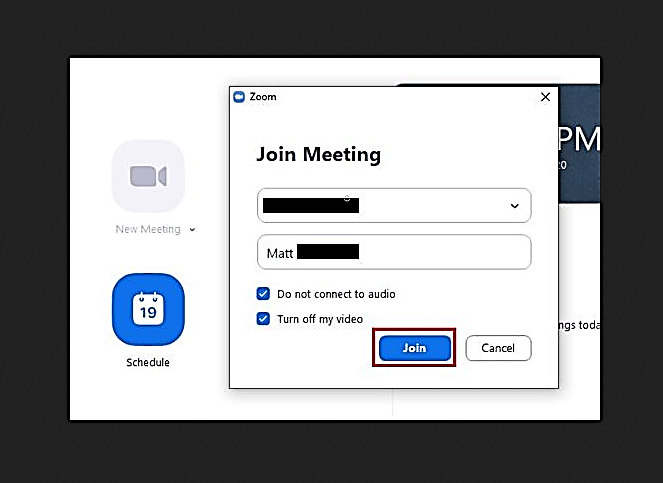 Zoom
Join Meeting
PM
20
New Meeting
Matt
Do not connect to audio
19
Turn off my video
ngs toda
Join
Cancel
Schedule